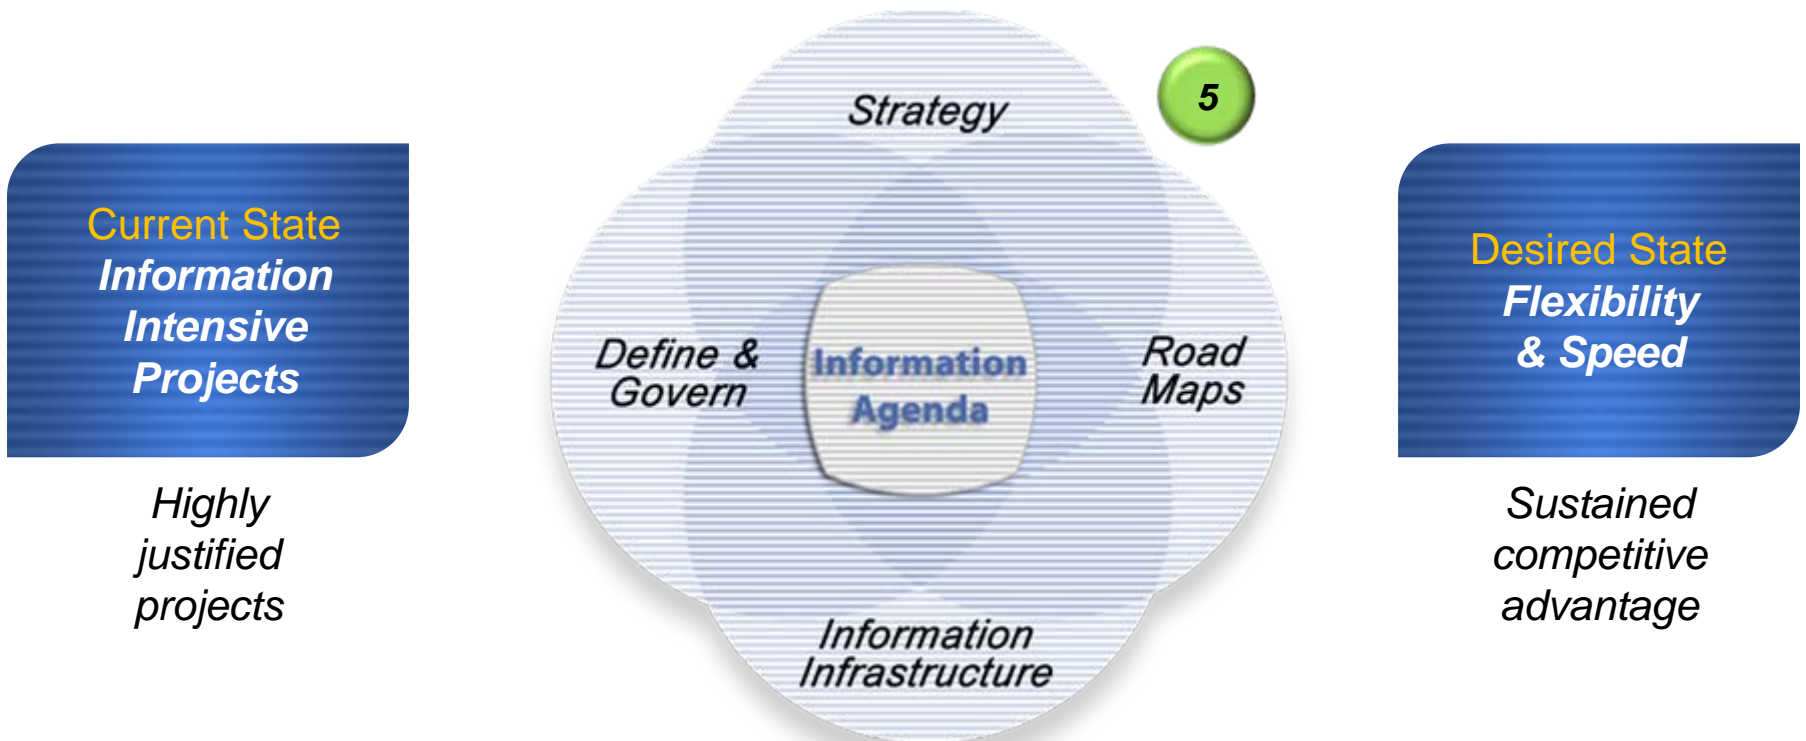 Current State
Information
Intensive
Projects
Highly
justified
projects
Strategy
5
Define &
Govern
Information
Agenda
Road
Maps
Information
Infrastructure
Desired State
Flexibility
& Speed
Sustained
competitive
advantage